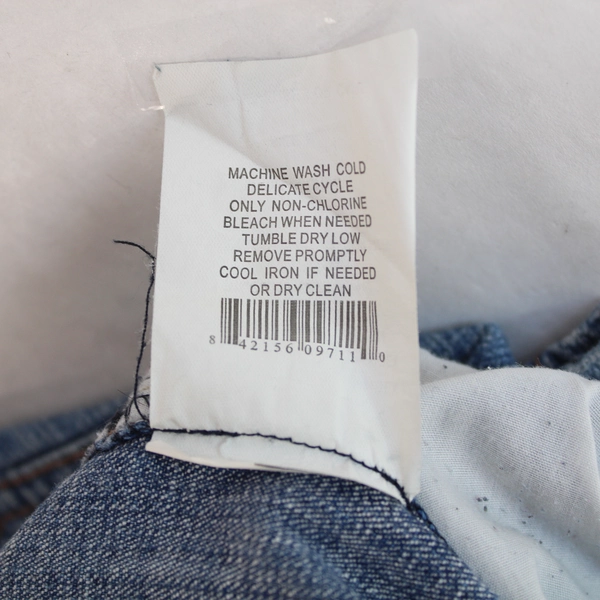 MACHINE WASH COLD
DELICATE CYCLE
ONLY NON-CHLORINE
BLEACH WHEN NEEDED
TUMBLE DRY LOW
REMOVE PROMPTLY
COOL IRON IF NEEDED
OR DRY CLEAN
8 42156 09711 0